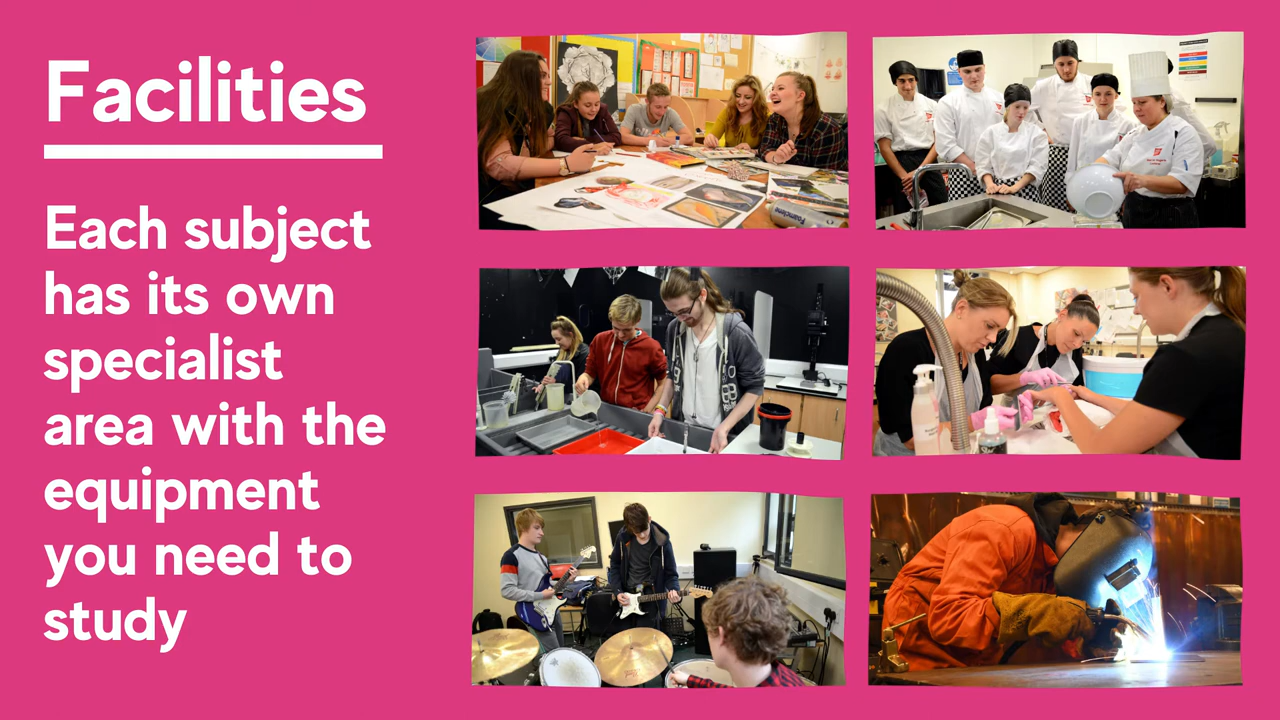 Facilities
Each subject
has its own
specialist
area with the
equipment
you need to
study